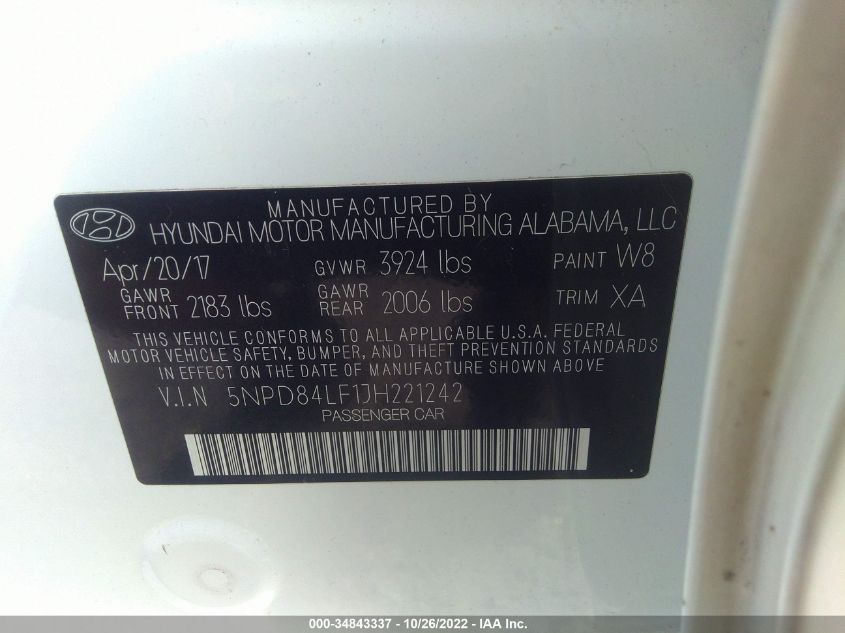 MANUFACTURED BY
HYUNDAI MOTOR MANUFACTURING ALABAMA, LLC
Apr/20/17 GVWR 3924 lbs PAINT W8
GAWR FRONT 2183 lbs GAWR REAR 2006 lbs TRIM XA
THIS VEHICLE CONFORMS TO ALL APPLICABLE U.S.A. FEDERAL
MOTOR VEHICLE SAFETY, BUMPER, AND THEFT PREVENTION STANDARDS
IN EFFECT ON THE DATE OF MANUFACTURE SHOWN ABOVE
V.I.N 5NPD84LF1JH221242
PASSENGER CAR
000-34843337 - 10/26/2022 - IAA Inc.